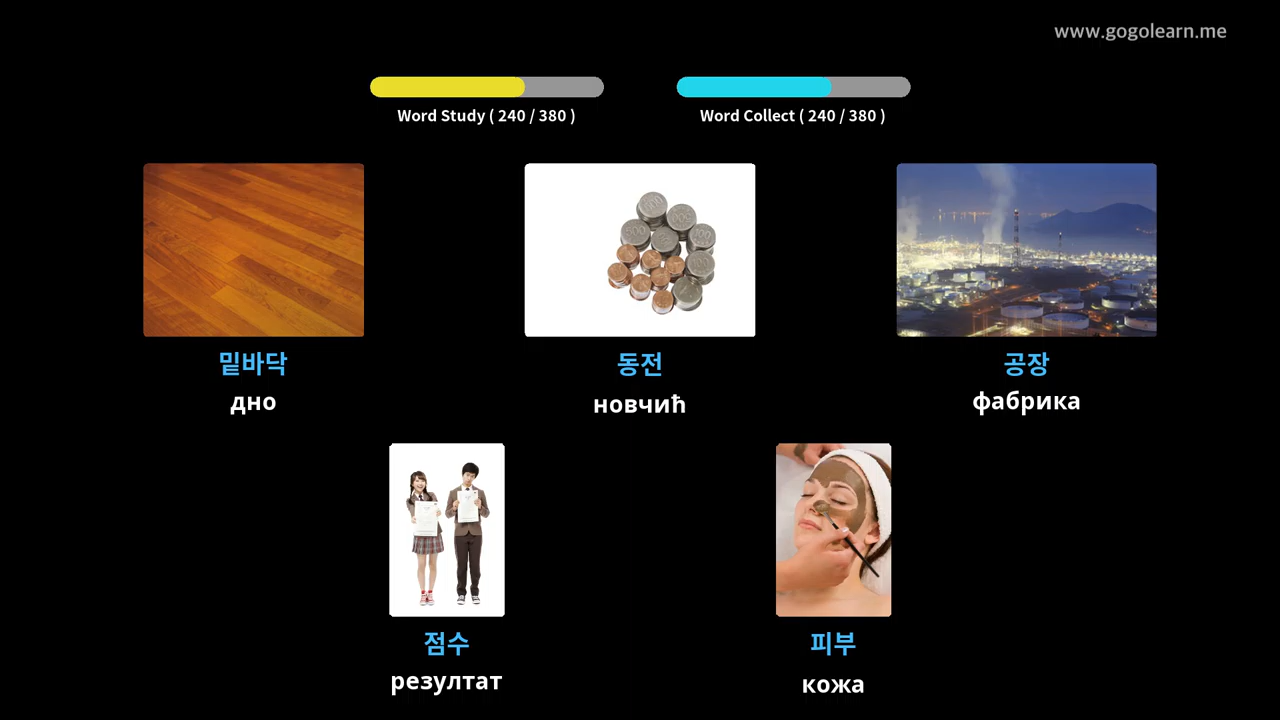 www.gogolearn.me
Word Study ( 240 / 380 )
Word Collect ( 240 / 380 )
밑바닥
дно
동전
новчић
공장
фабрика
점수
резултат
피부
кожа